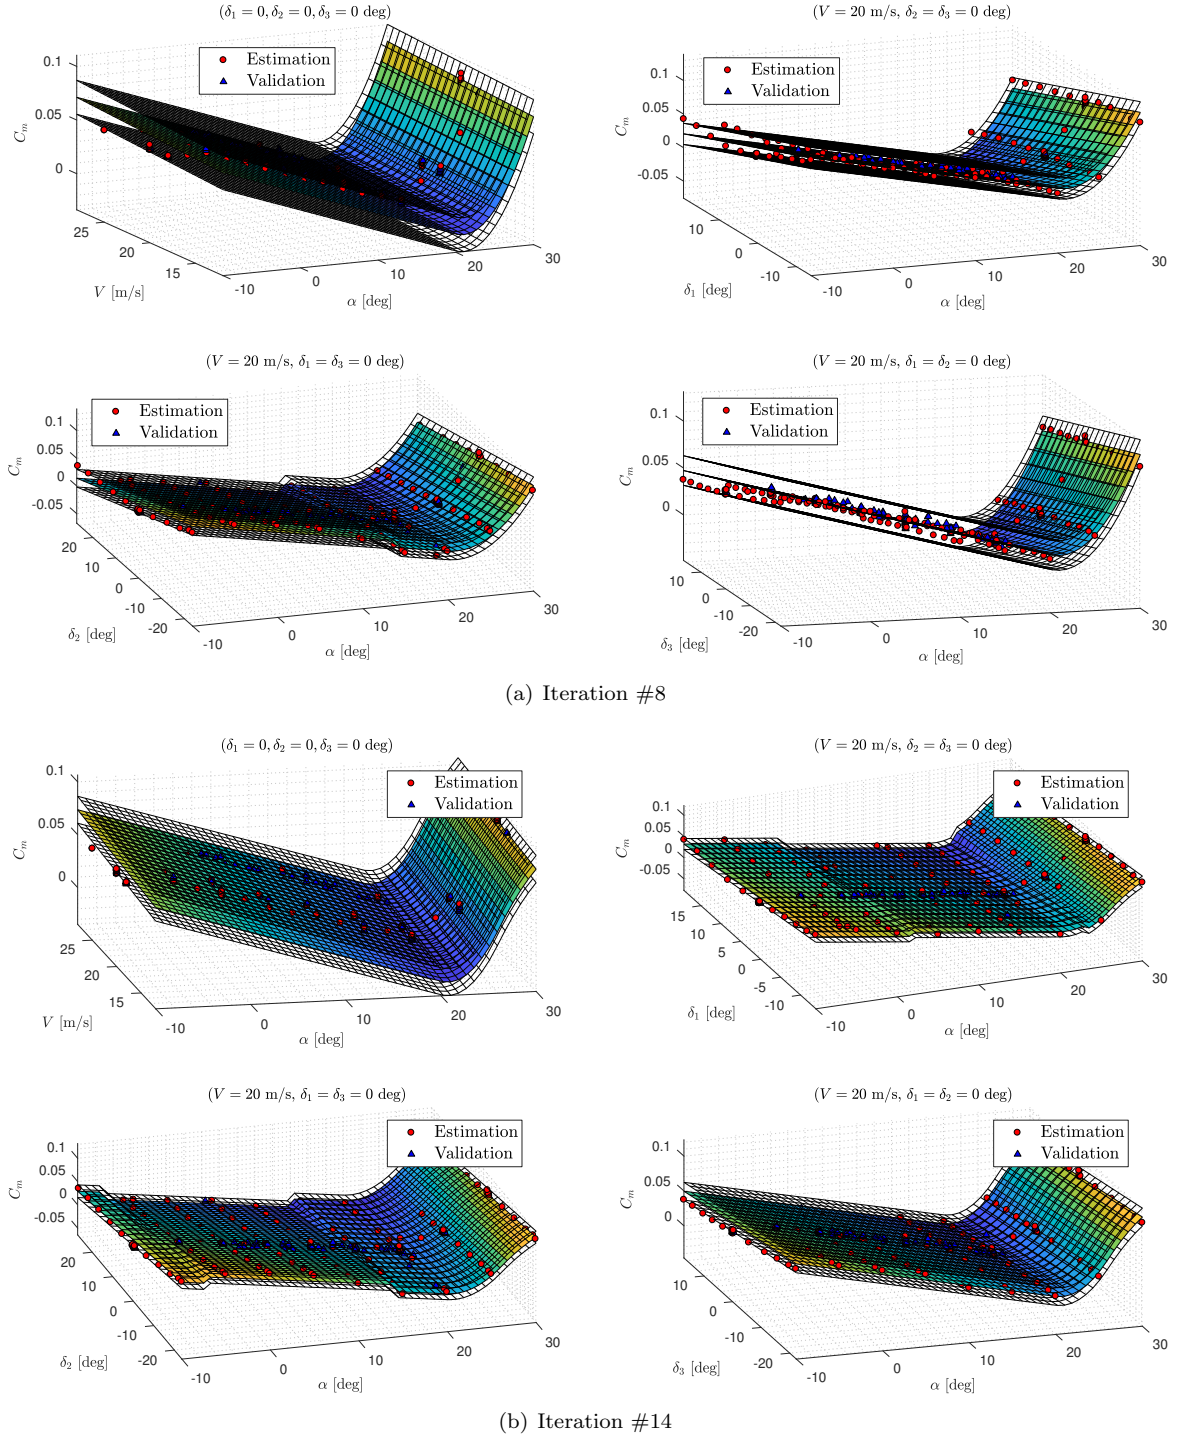 (δ₁ = 0, δ₂ = 0, δ₃ = 0 deg)
Estimation
Validation
0.1
0.05
0
Cₘ
25
20
15
V [m/s]
-10
0
10
20
30
α [deg]
(V = 20 m/s, δ₂ = δ₃ = 0 deg)
Estimation
Validation
0.1
0.05
0
-0.05
Cₘ
10
0
-10
δ₁ [deg]
-10
0
10
20
30
α [deg]
(V = 20 m/s, δ₁ = δ₃ = 0 deg)
Estimation
Validation
0.1
0.05
0
-0.05
Cₘ
20
10
0
-10
-20
δ₂ [deg]
-10
0
10
20
30
α [deg]
(V = 20 m/s, δ₁ = δ₂ = 0 deg)
Estimation
Validation
0.1
0.05
0
Cₘ
10
0
-10
-20
δ₃ [deg]
-10
0
10
20
30
α [deg]
(a) Iteration #8
(δ₁ = 0, δ₂ = 0, δ₃ = 0 deg)
Estimation
Validation
0.1
0.05
0
Cₘ
25
20
15
V [m/s]
-10
0
10
20
30
α [deg]
(V = 20 m/s, δ₂ = δ₃ = 0 deg)
Estimation
Validation
0.1
0.05
0
-0.05
Cₘ
15
10
5
0
-5
-10
δ₁ [deg]
-10
0
10
20
30
α [deg]
(V = 20 m/s, δ₁ = δ₃ = 0 deg)
Estimation
Validation
0.1
0.05
0
-0.05
Cₘ
20
10
0
-10
-20
δ₂ [deg]
-10
0
10
20
30
α [deg]
(V = 20 m/s, δ₁ = δ₂ = 0 deg)
Estimation
Validation
0.1
0.05
0
Cₘ
10
0
-10
-20
δ₃ [deg]
-10
0
10
20
30
α [deg]
(b) Iteration #14